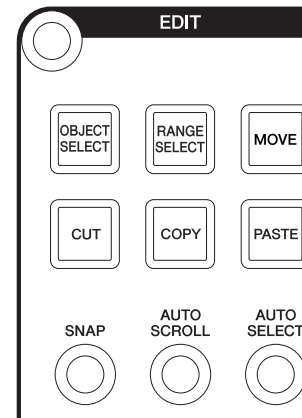 EDIT
OBJECT
SELECT
RANGE
SELECT
MOVE
CUT
COPY
PASTE
SNAP
AUTO
SCROLL
AUTO
SELECT